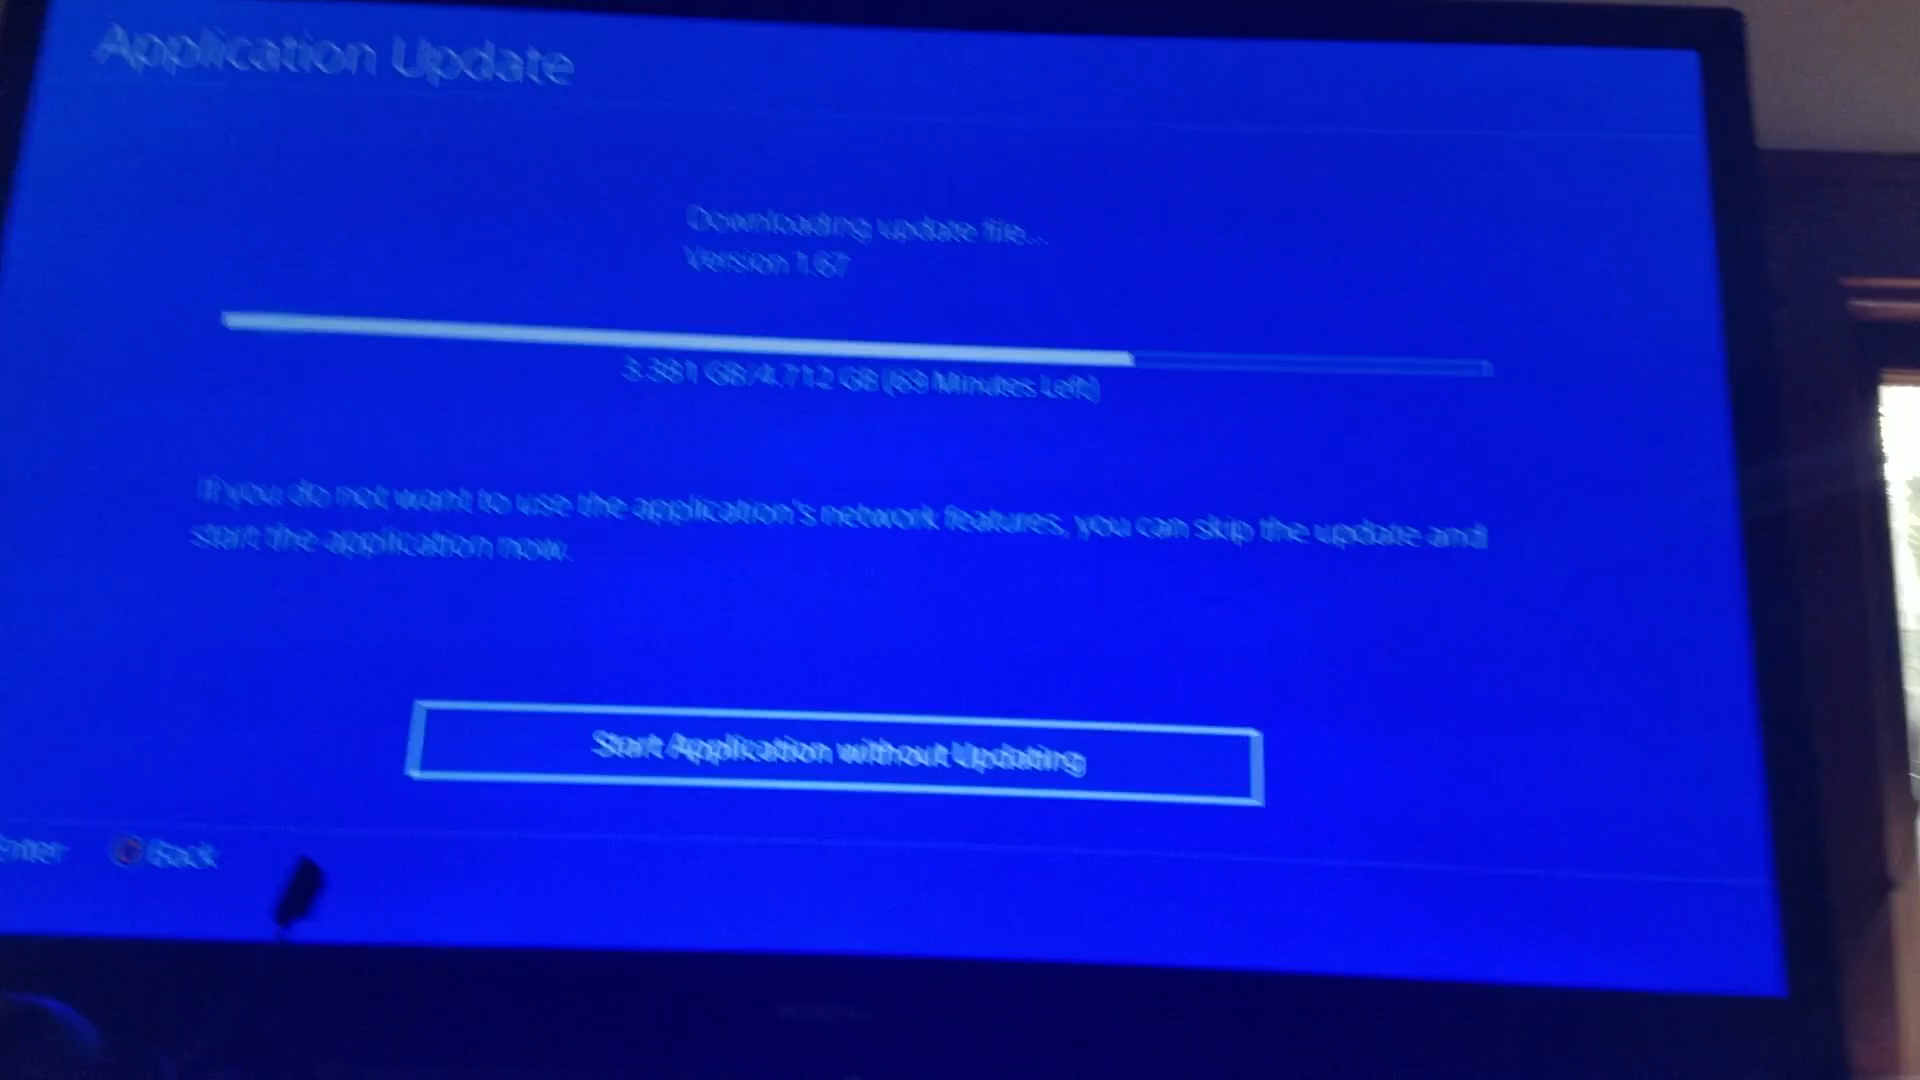 Application Update
Downloading update file...
Version 1.67
3.381 GB/4.712 GB (69 Minutes Left)
If you do not want to use the application's network features, you can skip the update and
start the application now.
Start Application without Updating
Enter Back